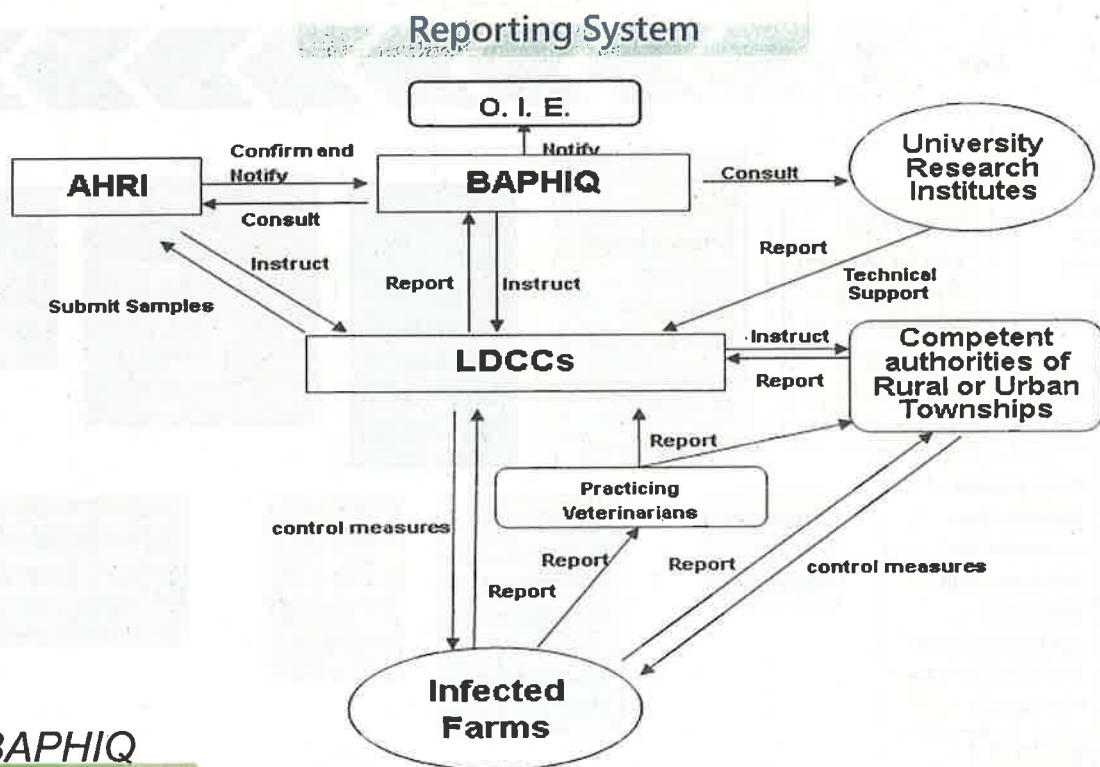 Reporting System
O. I. E.
Confirm and
Notify
Notify
AHRI
BAPHIQ
Consult
University
Research
Institutes
Consult
Instruct
Report
Instruct
Report
Technical
Support
Submit Samples
LDCCs
Instruct
Report
Competent
authorities of
Rural or Urban
Townships
Report
Practicing
Veterinarians
control measures
Report
Report
Report
control measures
Infected
Farms
BAPHIQ